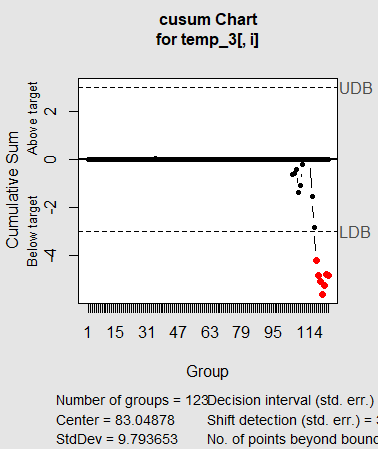 cusum Chart
for temp_3[, i]
Cumulative Sum
Above target
Below target
2
0
-2
-4
UDB
LDB
1 15 31 47 63 79 95 114
Group
Number of groups = 123
Center = 83.04878
StdDev = 9.793653
Decision interval (std. err.)
Shift detection (std. err.) =
No. of points beyond bound